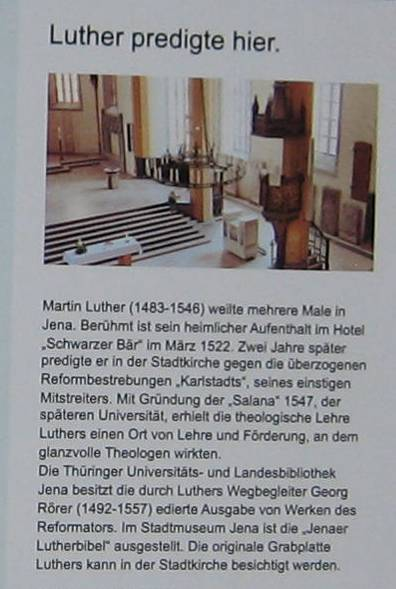 Luther predigte hier.
Martin Luther (1483-1546) weilte mehrere Male in
Jena. Berühmt ist sein heimlicher Aufenthalt im Hotel
„Schwarzer Bär" im März 1522. Zwei Jahre später
predigte er in der Stadtkirche gegen die überzogenen
Reformbestrebungen „Karlstadts", seines einstigen
Mitstreiters. Mit Gründung der „Salana" 1547, der
späteren Universität, erhielt die theologische Lehre
Luthers einen Ort von Lehre und Förderung, an dem
glanzvolle Theologen wirkten.
Die Thüringer Universitäts- und Landesbibliothek
Jena besitzt die durch Luthers Wegbegleiter Georg
Rörer (1492-1557) edierte Ausgabe von Werken des
Reformators. Im Stadtmuseum Jena ist die „Jenaer
Lutherbibel" ausgestellt. Die originale Grabplatte
Luthers kann in der Stadtkirche besichtigt werden.